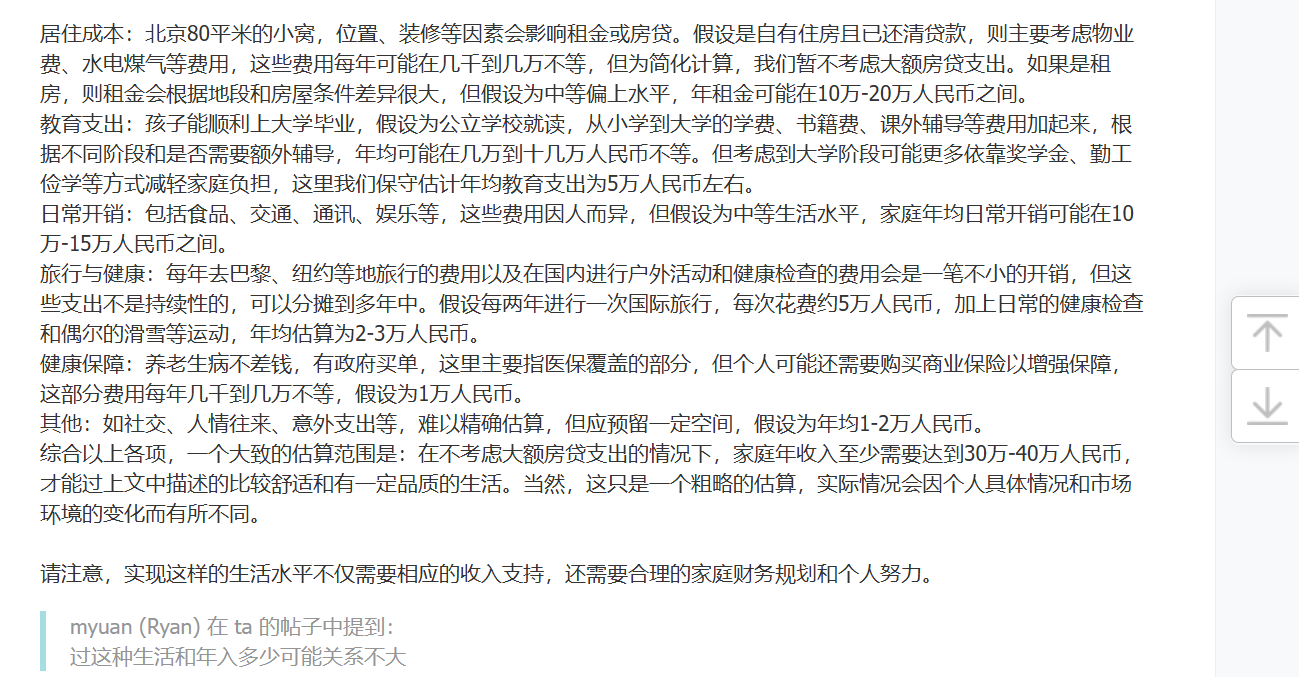 居住成本：北京80平米的小窝，位置、装修等因素会影响租金或房贷。假设是自有住房且已还清贷款，则主要考虑物业
费、水电煤气等费用，这些费用每年可能在几千到几万不等，但为简化计算，我们暂不考虑大额房贷支出。如果是租
房，则租金会根据地段和房屋条件差异很大，但假设为中等偏上水平，年租金可能在10万-20万人民币之间。
教育支出：孩子能顺利上大学毕业，假设为公立学校就读，从小学到大学的学费、书籍费、课外辅导等费用加起来，根
据不同阶段和是否需要额外辅导，年均可能在几万到十几万人民币不等。但考虑到大学阶段可能更多依靠奖学金、勤工
俭学等方式减轻家庭负担，这里我们保守估计年均教育支出为5万人民币左右。
日常开销：包括食品、交通、通讯、娱乐等，这些费用因人而异，但假设为中等生活水平，家庭年均日常开销可能在10
万-15万人民币之间。
旅行与健康：每年去巴黎、纽约等地旅行的费用以及在国内进行户外活动和健康检查的费用会是一笔不小的开销，但这
些支出不是持续性的，可以分摊到多年中。假设每两年进行一次国际旅行，每次花费约5万人民币，加上日常的健康检查
和偶尔的滑雪等运动，年均估算为2-3万人民币。
健康保障：养老生病不差钱，有政府买单，这里主要指医保覆盖的部分，但个人可能还需要购买商业保险以增强保障，
这部分费用每年几千到几万不等，假设为1万人民币。
其他：如社交、人情往来、意外支出等，难以精确估算，但应预留一定空间，假设为年均1-2万人民币。
综合以上各项，一个大致的估算范围是：在不考虑大额房贷支出的情况下，家庭年收入至少需要达到30万-40万人民币，
才能过上文中描述的比较舒适和有一定品质的生活。当然，这只是一个粗略的估算，实际情况会因个人具体情况和市场
环境的变化而有所不同。
请注意，实现这样的生活水平不仅需要相应的收入支持，还需要合理的家庭财务规划和个人努力。
myuan (Ryan) 在 ta 的帖子中提到：
过这种生活和年入多少可能关系不大